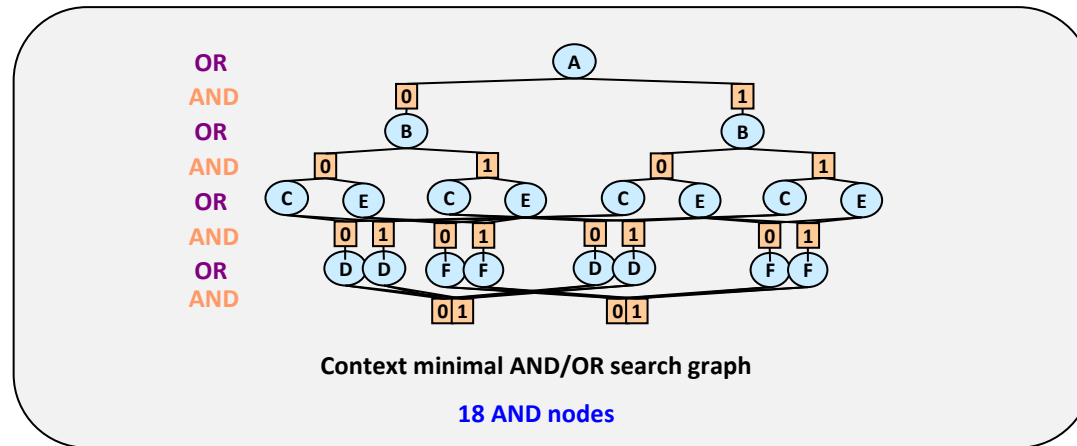 OR A
AND 0 1
OR B B
AND 0 1 0 1
OR C E C E C E C E
AND 0 1 0 1 0 1 0 1
OR D D F F D D F F
AND 0 1 0 1
Context minimal AND/OR search graph
18 AND nodes